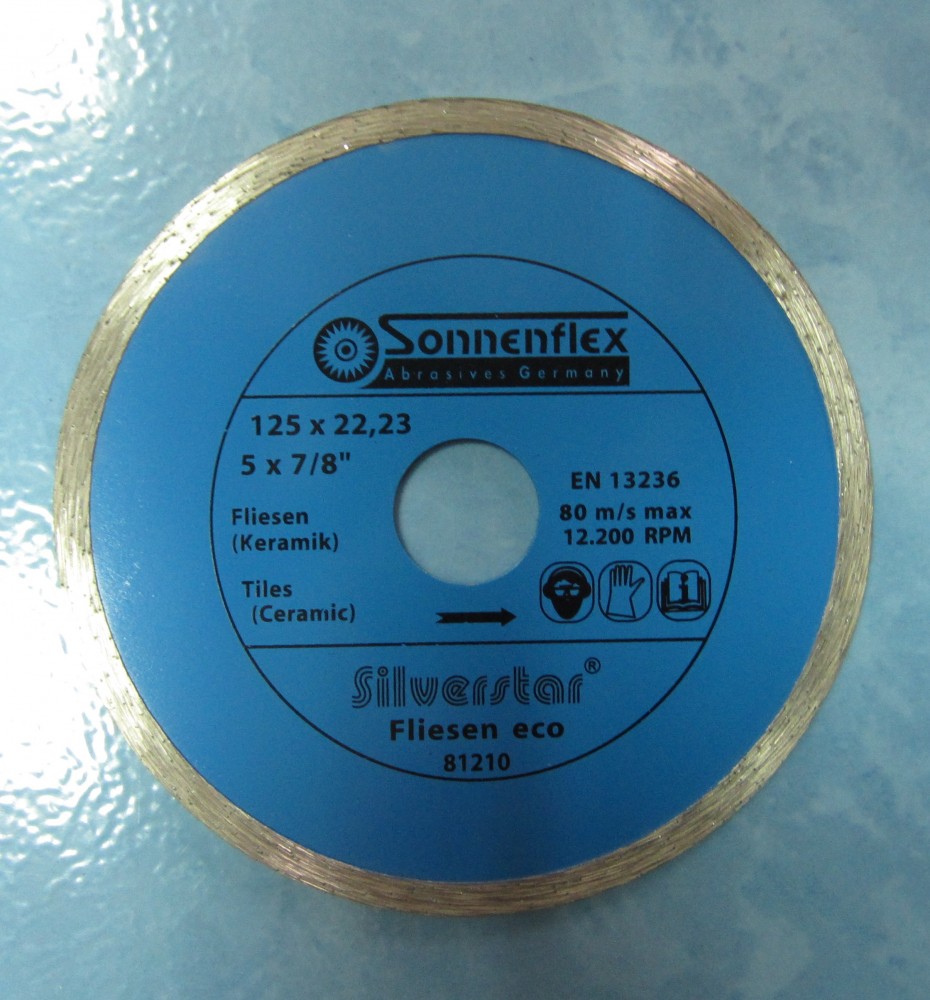 Sonnenflex
Abrasives Germany
125 x 22,23
5 x 7/8"
Fliesen
(Keramik)
Tiles
(Ceramic)
EN 13236
80 m/s max
12.200 RPM
i
Silverstar®
Fliesen eco
81210